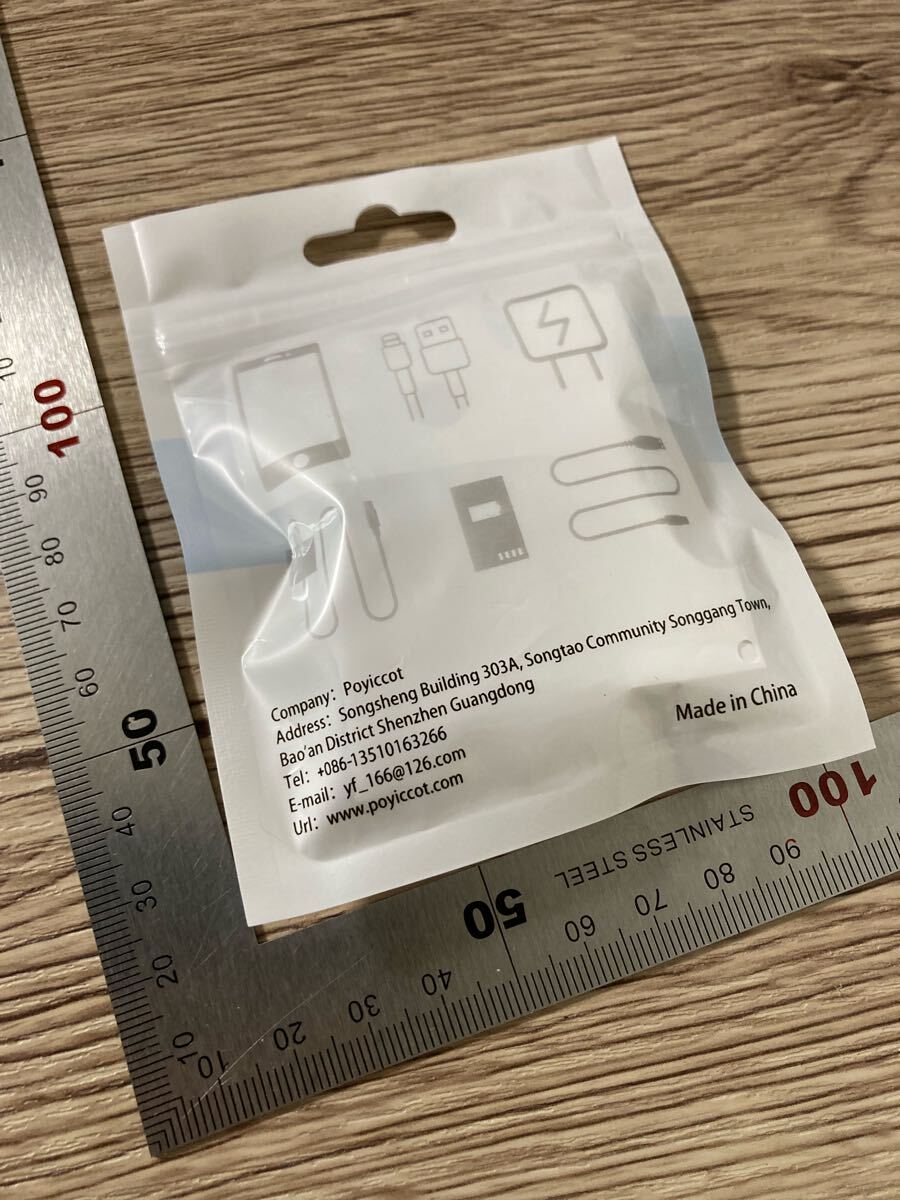 Company: Poyiccot
Address: Songsheng Building 303A, Songtao Community Songgang Town,
Bao'an District Shenzhen Guangdong
Tel: +086-13510163266
E-mail: yf_166@126.com
Url: www.poyiccot.com
Made in China
10
100
90
80
70
60
50
40
30
20
10
10
20
30
40
50
60
70
80
90
100
STAINLESS STEEL